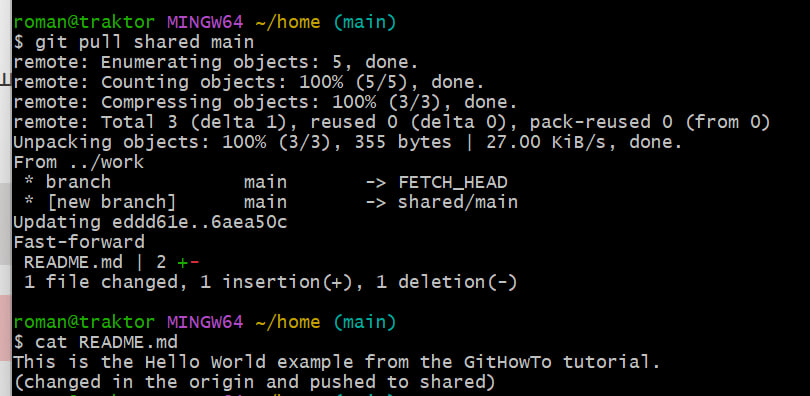 roman@traktor MINGW64 ~/home (main)
$ git pull shared main
remote: Enumerating objects: 5, done.
remote: Counting objects: 100% (5/5), done.
remote: Compressing objects: 100% (3/3), done.
remote: Total 3 (delta 1), reused 0 (delta 0), pack-reused 0 (from 0)
Unpacking objects: 100% (3/3), 355 bytes | 27.00 KiB/s, done.
From ../work
 * branch            main       -> FETCH_HEAD
 * [new branch]      main       -> shared/main
Updating eddd61e..6aea50c
Fast-forward
 README.md | 2 +-
 1 file changed, 1 insertion(+), 1 deletion(-)
roman@traktor MINGW64 ~/home (main)
$ cat README.md
This is the Hello World example from the GitHowTo tutorial.
(changed in the origin and pushed to shared)